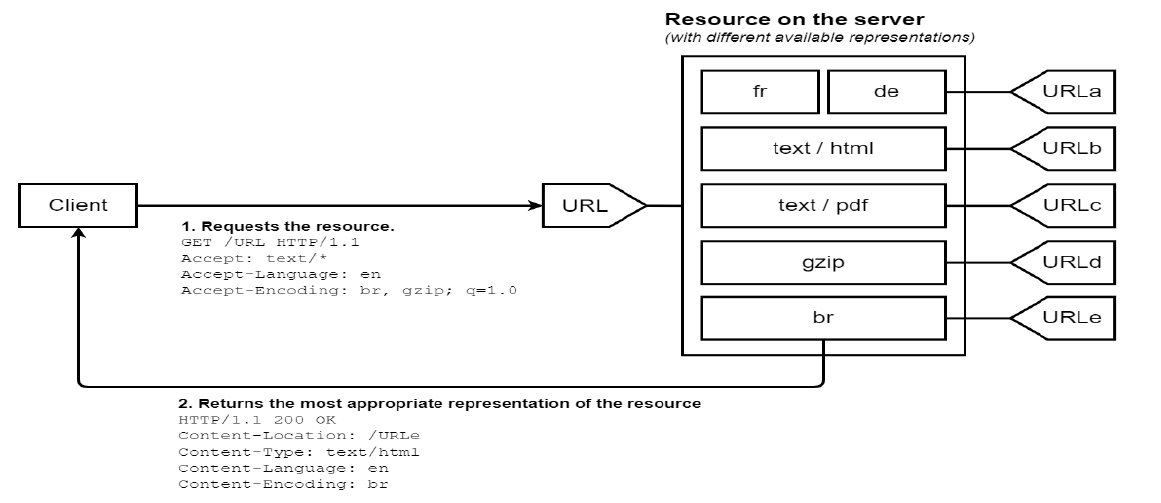 Resource on the server
(with different available representations)
fr
de
URLa
text / html
URLb
Client
URL
text / pdf
URLc
1. Requests the resource.
GET /URL HTTP/1.1
Accept: text/*
Accept-Language: en
Accept-Encoding: br, gzip; q=1.0
gzip
URLd
br
URLe
2. Returns the most appropriate representation of the resource
HTTP/1.1 200 OK
Content-Location: /URLe
Content-Type: text/html
Content-Language: en
Content-Encoding: br